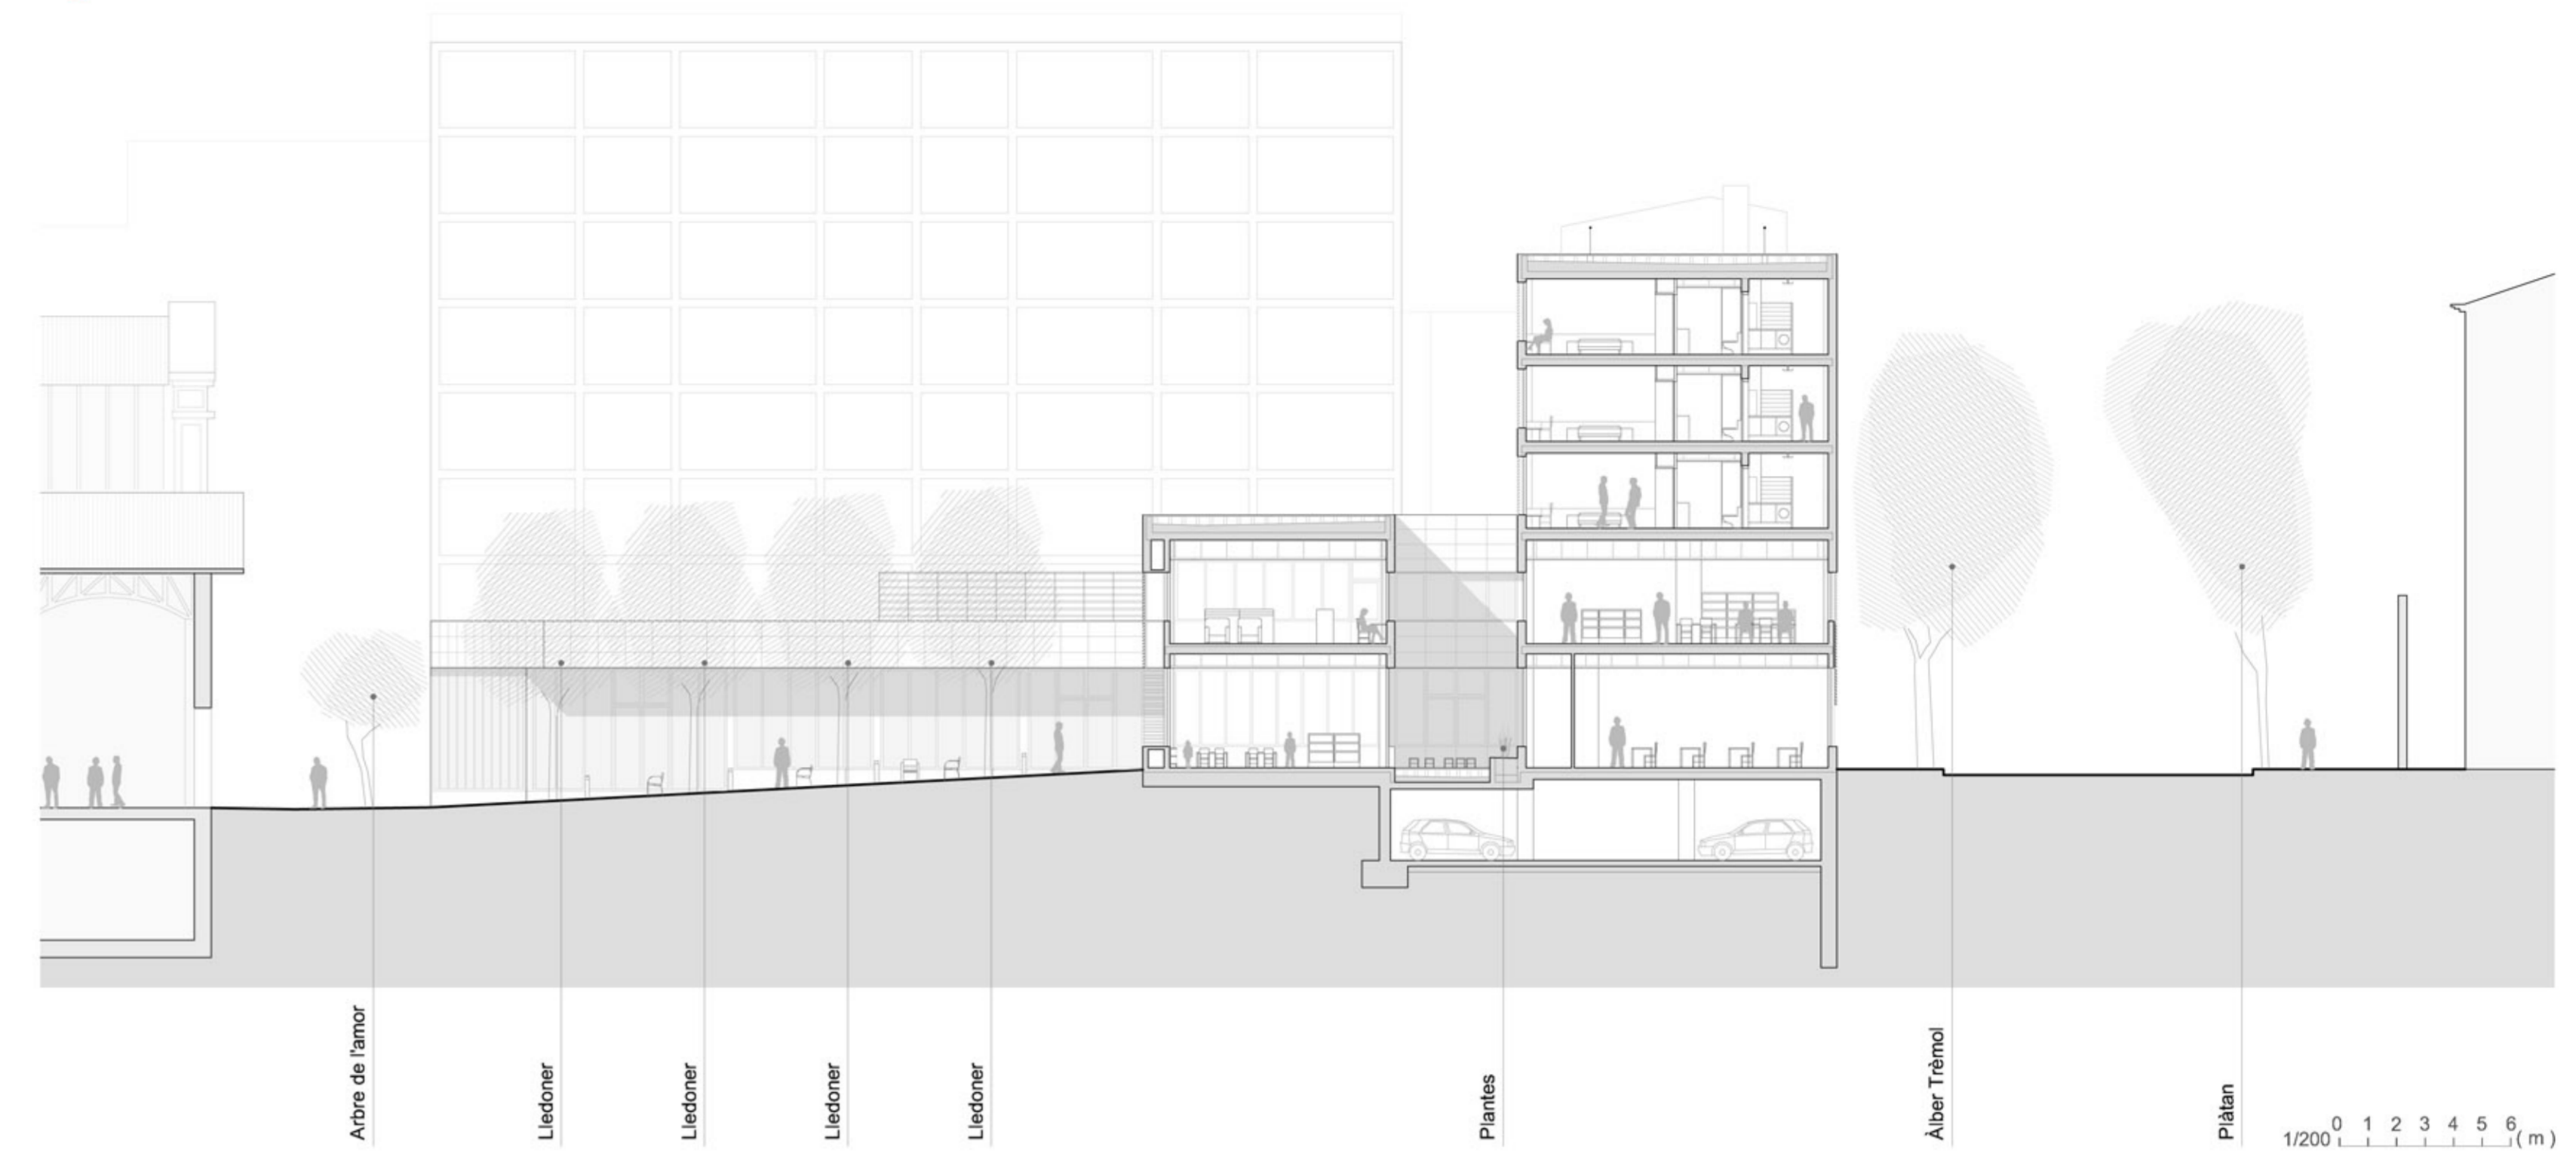 Arbre de l'amor
Lledoner
Lledoner
Lledoner
Lledoner
Plantes
Àlber Trèmol
Plàtan
0 1 2 3 4 5 6
1/200 (m)